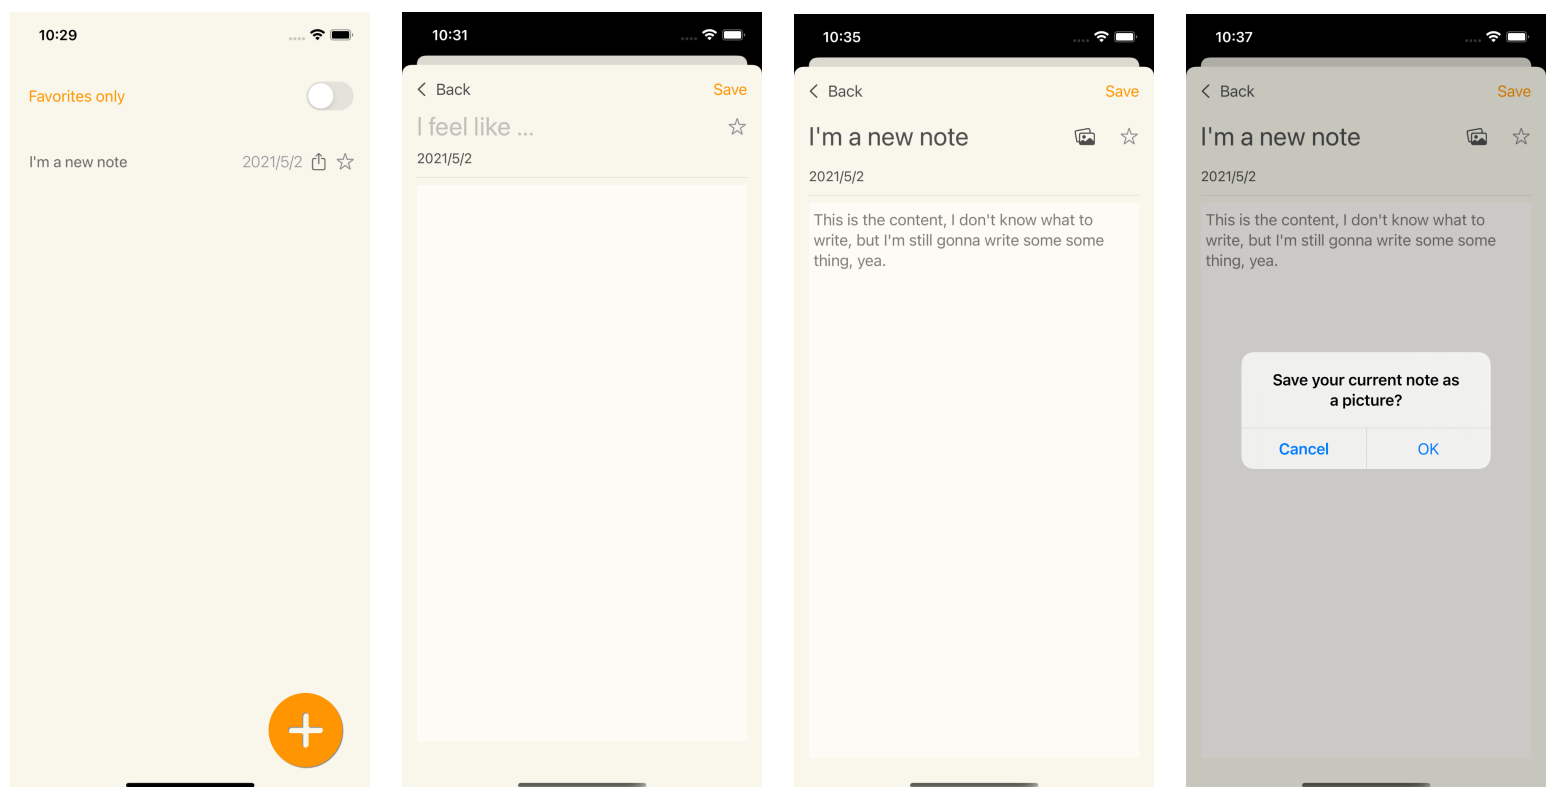 10:29
Favorites only
I'm a new note 2021/5/2
10:31
Back Save
I feel like ...
2021/5/2
10:35
Back Save
I'm a new note
2021/5/2
This is the content, I don't know what to
write, but I'm still gonna write some some
thing, yea.
10:37
Back Save
I'm a new note
2021/5/2
This is the content, I don't know what to
write, but I'm still gonna write some some
thing, yea.
Save your current note as
a picture?
Cancel OK